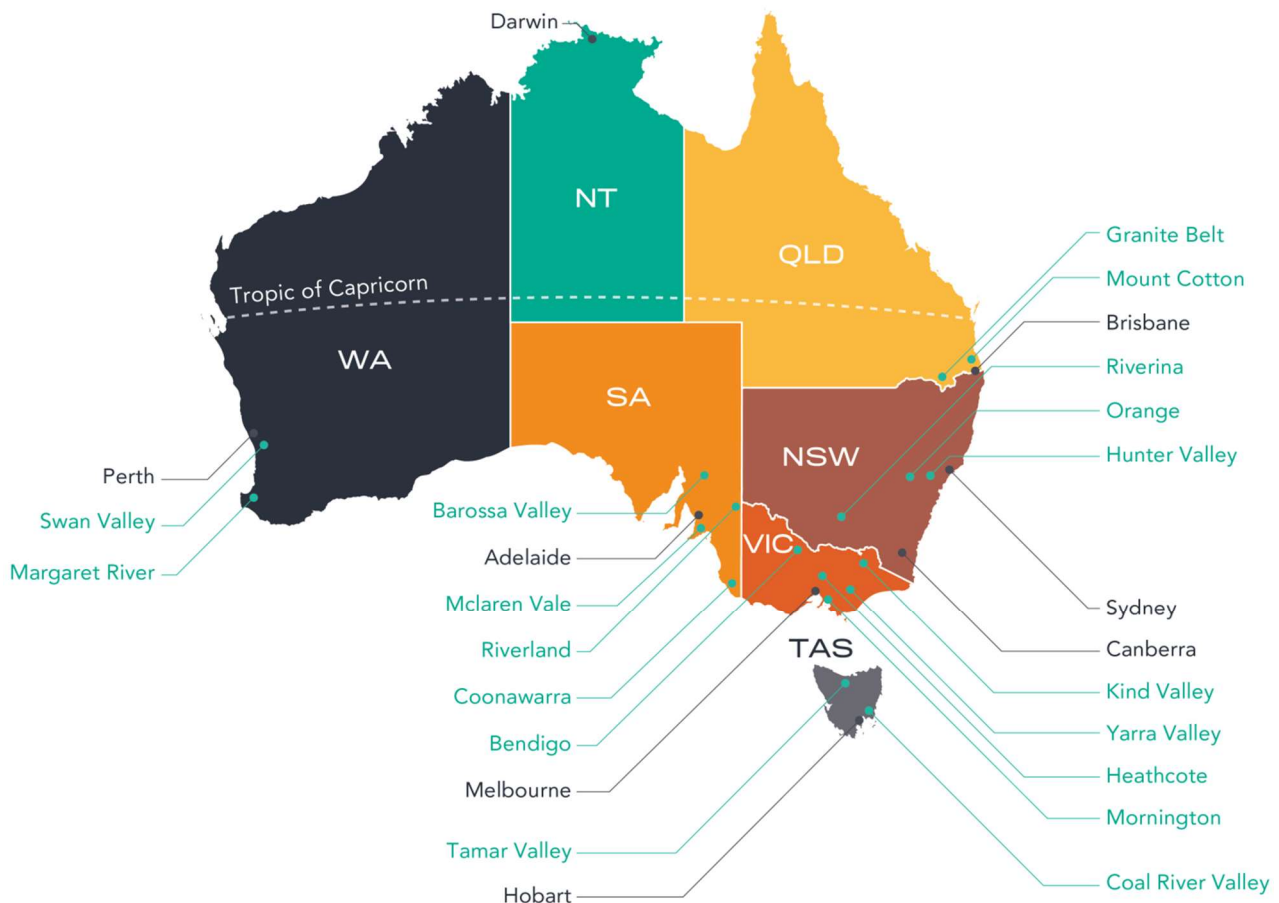 Darwin
NT
QLD
Tropic of Capricorn
WA
SA
NSW
VIC
TAS
Perth
Swan Valley
Margaret River
Barossa Valley
Adelaide
Mclaren Vale
Riverland
Coonawarra
Bendigo
Melbourne
Tamar Valley
Hobart
Granite Belt
Mount Cotton
Brisbane
Riverina
Orange
Hunter Valley
Sydney
Canberra
Kind Valley
Yarra Valley
Heathcote
Mornington
Coal River Valley